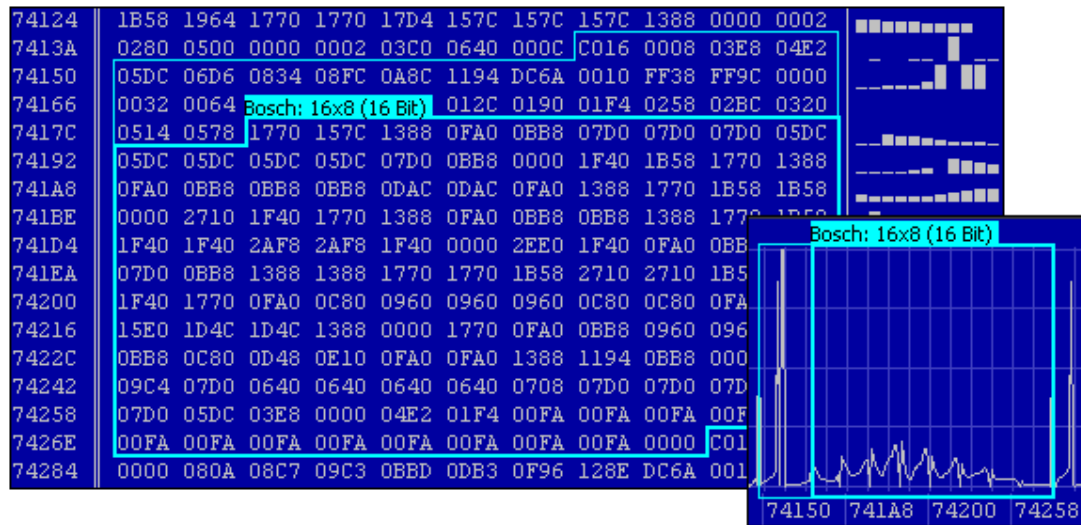 74124 1B58 1964 1770 1770 17D4 157C 157C 157C 1388 0000 0002
7413A 0280 0500 0000 0002 03C0 0640 000C C016 0008 03E8 04E2
74150 05DC 06D6 0834 08FC 0A8C 1194 DC6A 0010 FF38 FF9C 0000
74166 0032 0064 Bosch: 16x8 (16 Bit) 012C 0190 01F4 0258 02BC 0320
7417C 0514 0578 1770 157C 1388 0FA0 0BB8 07D0 07D0 07D0 05DC
74192 05DC 05DC 05DC 05DC 07D0 0BB8 0000 1F40 1B58 1770 1388
741A8 0FA0 0BB8 0BB8 0BB8 0DAC 0DAC 0FA0 1388 1770 1B58 1B58
741BE 0000 2710 1F40 1770 1388 0FA0 0BB8 0BB8 1388
741D4 1F40 1F40 2AF8 2AF8 1F40 0000 2EE0 1F40 0FA0
741EA 07D0 0BB8 1388 1388 1770 1770 1B58 2710 2710
74200 1F40 1770 0FA0 0C80 0960 0960 0960 0C80 0C80
74216 15E0 1D4C 1D4C 1388 0000 1770 0FA0 0BB8 0960
7422C 0BB8 0C80 0D48 0E10 0FA0 0FA0 1388 1194 0BB8
74242 09C4 07D0 0640 0640 0640 0640 0708 07D0 07D0
74258 07D0 05DC 03E8 0000 04E2 01F4 00FA 00FA 00FA
7426E 00FA 00FA 00FA 00FA 00FA 00FA 00FA 00FA 0000
74284 0000 080A 08C7 09C3 0BBD 0DB3 0F96 128E DC6A
Bosch: 16x8 (16 Bit)
74150 741A8 74200 74258